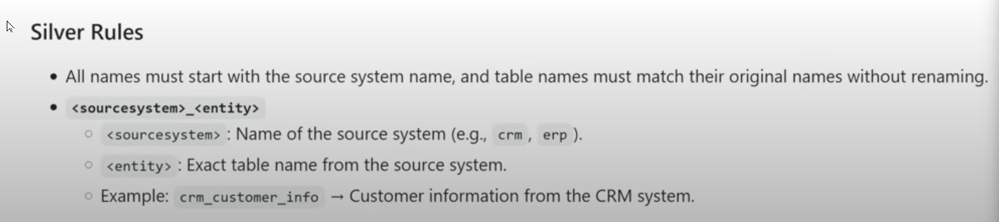 Silver Rules
All names must start with the source system name, and table names must match their original names without renaming.
<sourcesystem>_<entity>
<sourcesystem> : Name of the source system (e.g., crm , erp ).
<entity> : Exact table name from the source system.
Example: crm_customer_info → Customer information from the CRM system.